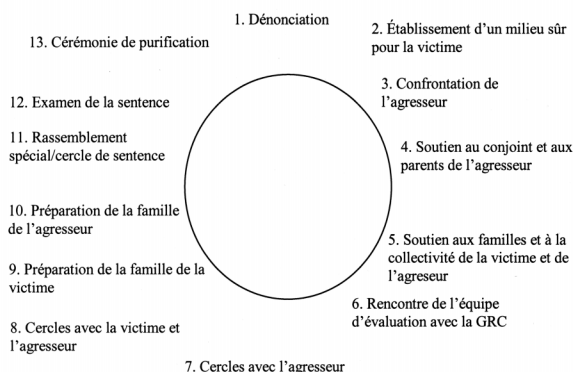 1. Dénonciation
2. Établissement d'un milieu sûr
pour la victime
3. Confrontation de
l'agresseur
4. Soutien au conjoint et aux
parents de l'agresseur
5. Soutien aux familles et à la
collectivité de la victime et de
l'agreseur
6. Rencontre de l'équipe
d'évaluation avec la GRC
7. Cercles avec l'agresseur
8. Cercles avec la victime et
l'agresseur
9. Préparation de la famille de la
victime
10. Préparation de la famille
de l'agresseur
11. Rassemblement
spécial/cercle de sentence
12. Examen de la sentence
13. Cérémonie de purification